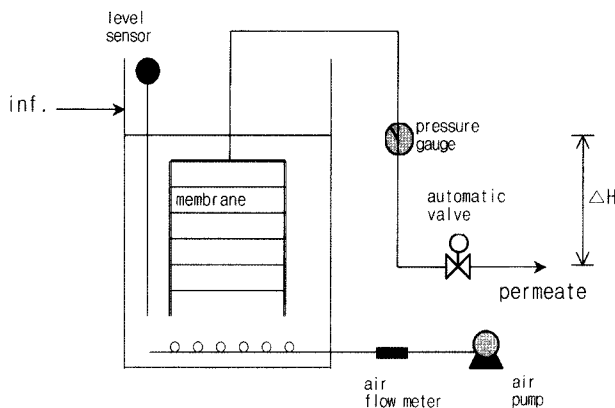 level
sensor
inf.
pressure
gauge
membrane
automatic
valve
△H
permeate
air
flow meter
air
pump